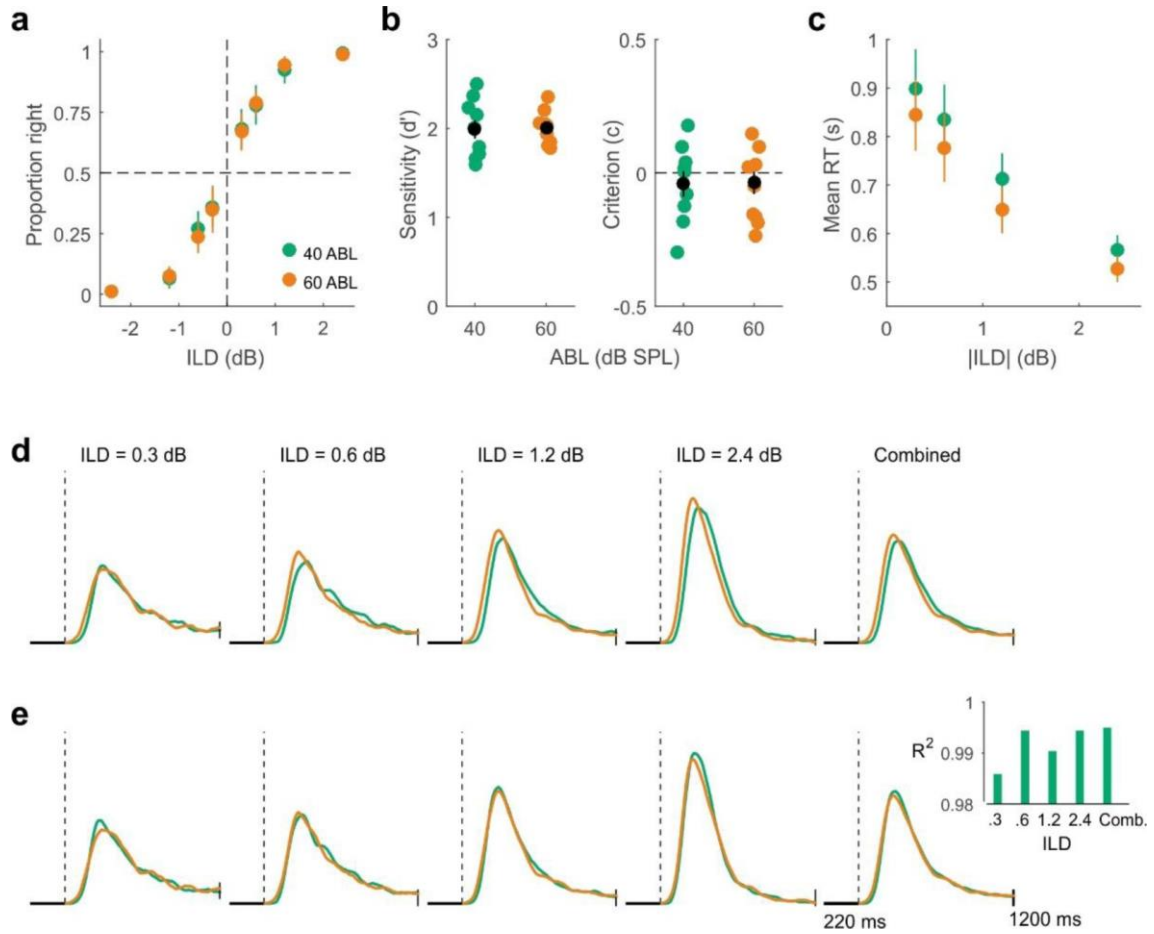 a
1
0.75
0.5
0.25
0
Proportion right
40 ABL
60 ABL
-2 -1 0 1 2
ILD (dB)
b
3
2
1
0
Sensitivity (d')
40 60
0.5
0
-0.5
Criterion (c)
40 60
ABL (dB SPL)
c
1
0.9
0.8
0.7
0.6
0.5
Mean RT (s)
0 1 2
|ILD| (dB)
d
ILD = 0.3 dB ILD = 0.6 dB ILD = 1.2 dB ILD = 2.4 dB Combined
e
1
0.99
0.98
R2
.3 .6 1.2 2.4 Comb.
ILD
220 ms 1200 ms